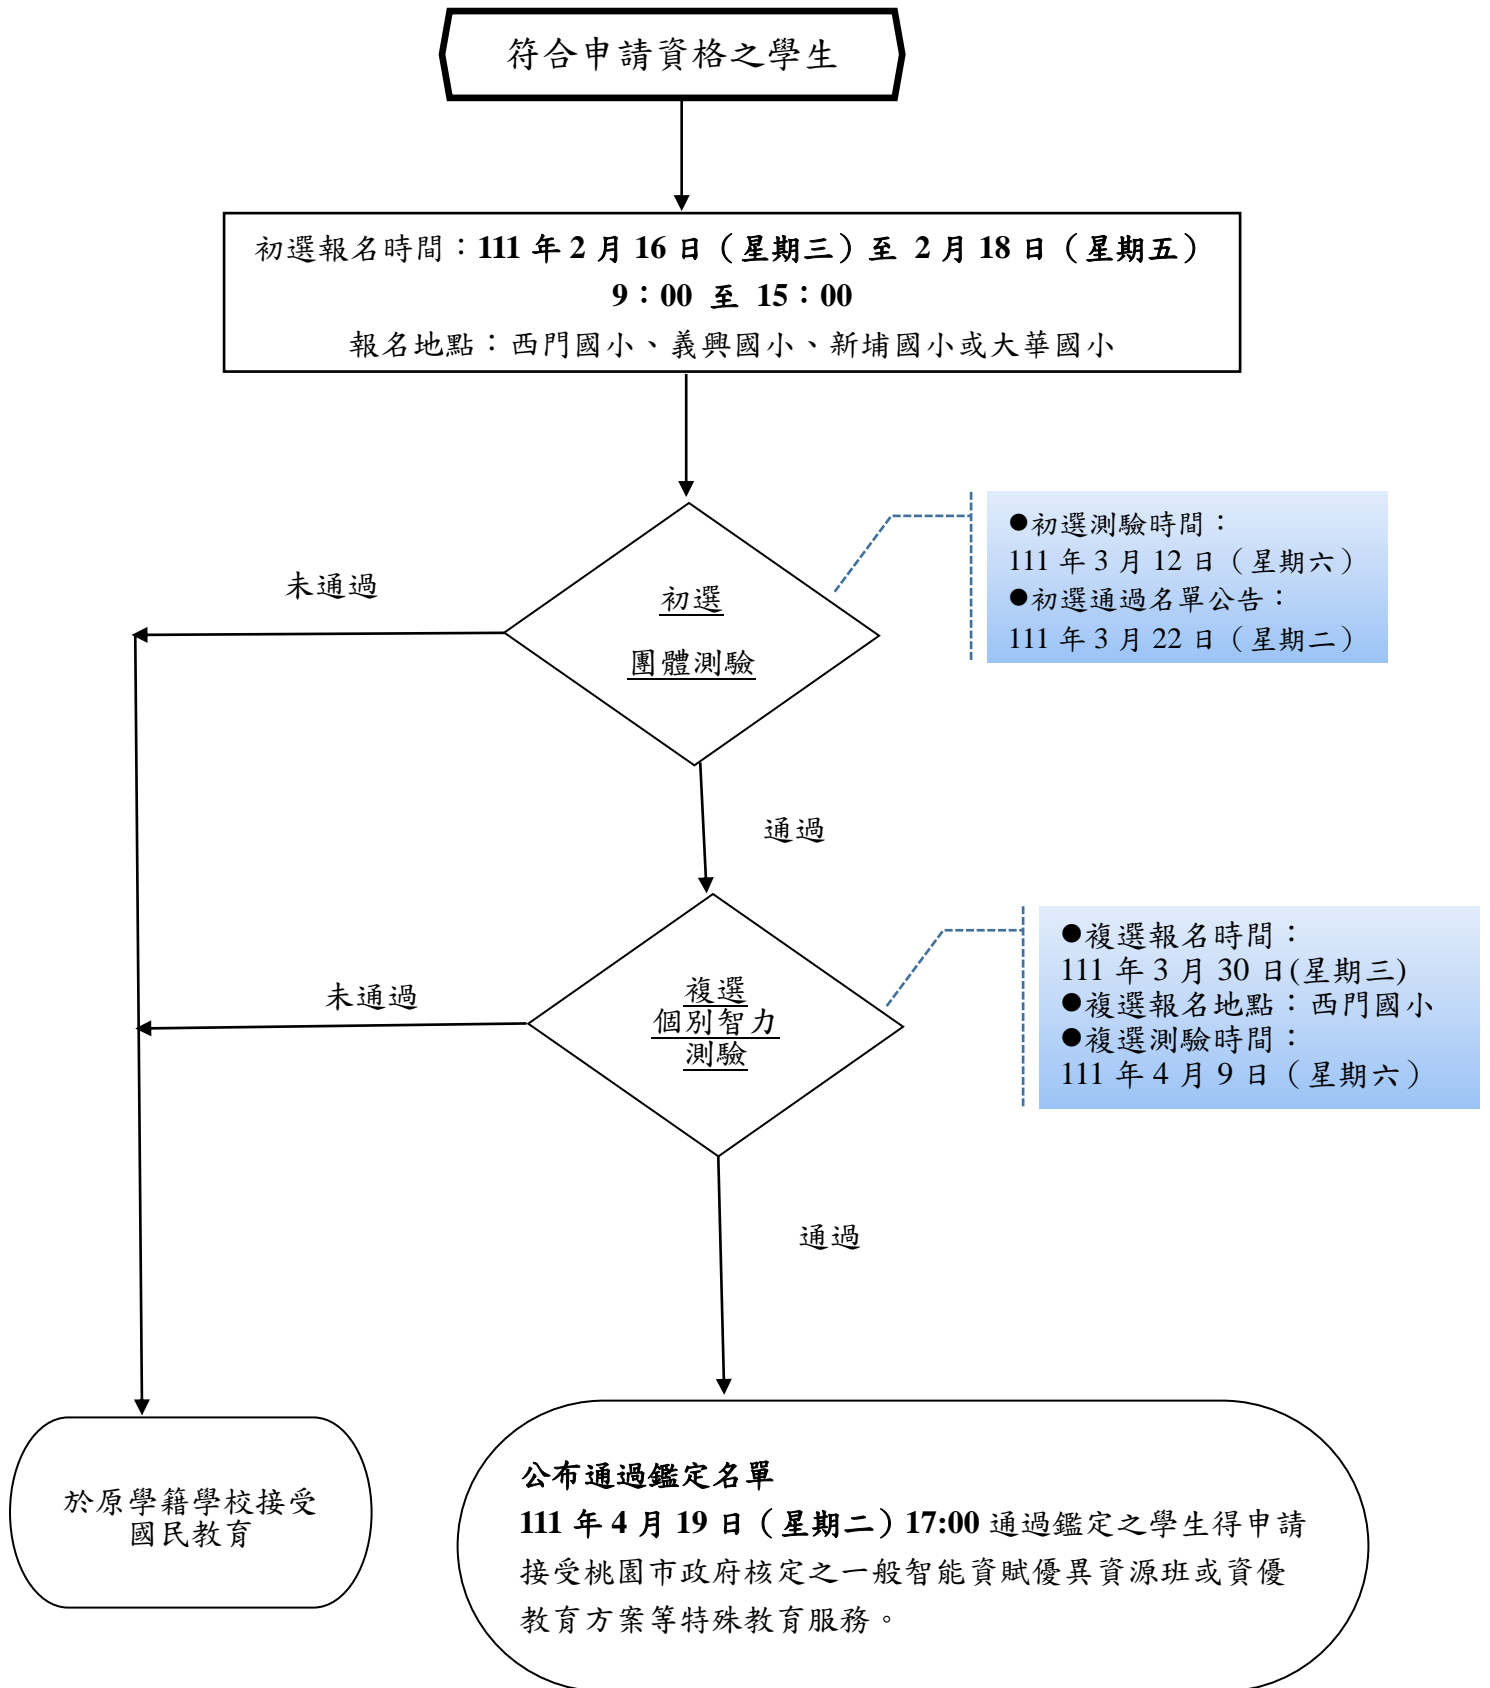 符合申請資格之學生
初選報名時間：111 年 2 月 16 日（星期三）至 2 月 18 日（星期五）
9：00 至 15：00
報名地點：西門國小、義興國小、新埔國小或大華國小
●初選測驗時間：
111 年 3 月 12 日（星期六）
●初選通過名單公告：
111 年 3 月 22 日（星期二）
未通過
初選
團體測驗
通過
●複選報名時間：
111 年 3 月 30 日(星期三)
●複選報名地點：西門國小
●複選測驗時間：
111 年 4 月 9 日（星期六）
未通過
複選
個別智力
測驗
通過
於原學籍學校接受
國民教育
公布通過鑑定名單
111 年 4 月 19 日（星期二）17:00 通過鑑定之學生得申請
接受桃園市政府核定之一般智能資賦優異資源班或資優
教育方案等特殊教育服務。